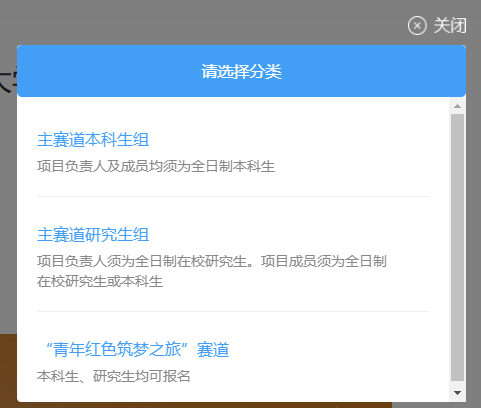 关闭
大学
请选择分类
主赛道本科生组
项目负责人及成员均须为全日制本科生
主赛道研究生组
项目负责人须为全日制在校研究生。项目成员须为全日制
在校研究生或本科生
“青年红色筑梦之旅”赛道
本科生、研究生均可报名